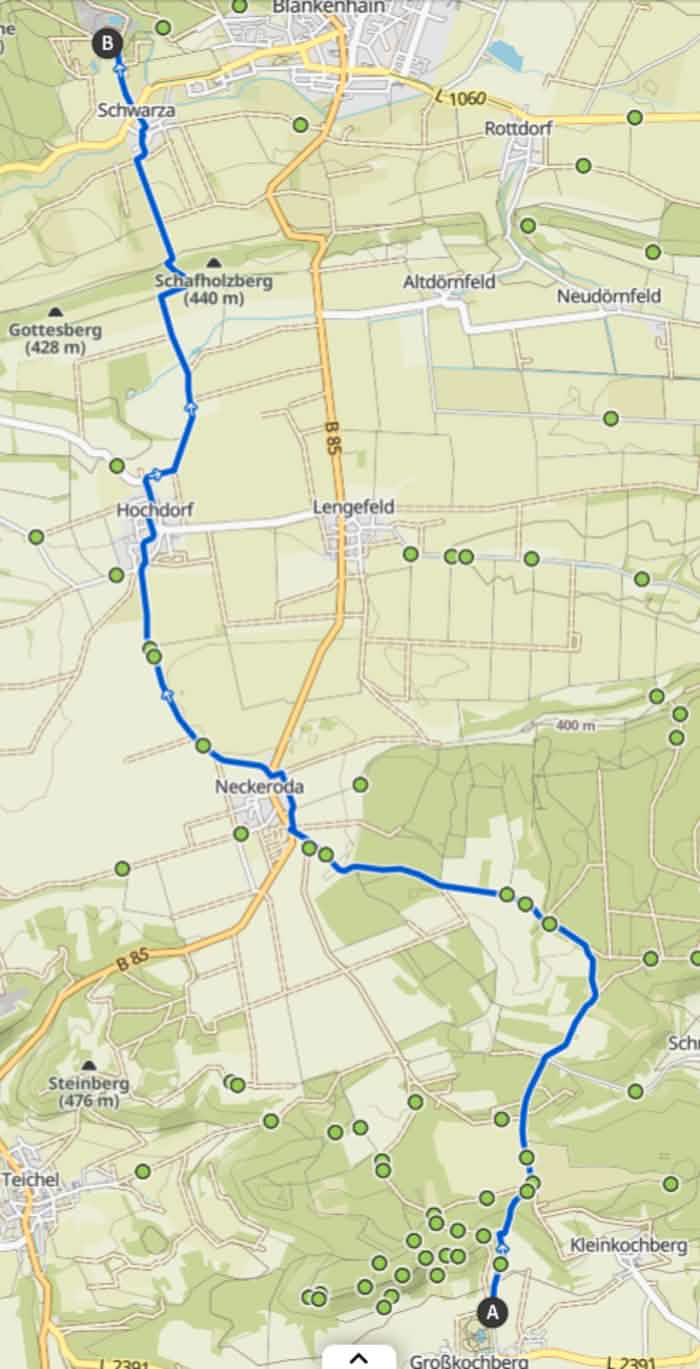 Blankenhain
B
L 1060
Schwarza
Rottdorf
Schafholzberg
(440 m)
Altdörnfeld
Neudörnfeld
Gottesberg
(428 m)
B 85
Hochdorf
Lengefeld
400 m
Neckeroda
B 85
Steinberg
(476 m)
Teichel
Kleinkochberg
A
Großkochberg
L 2391
L 2391